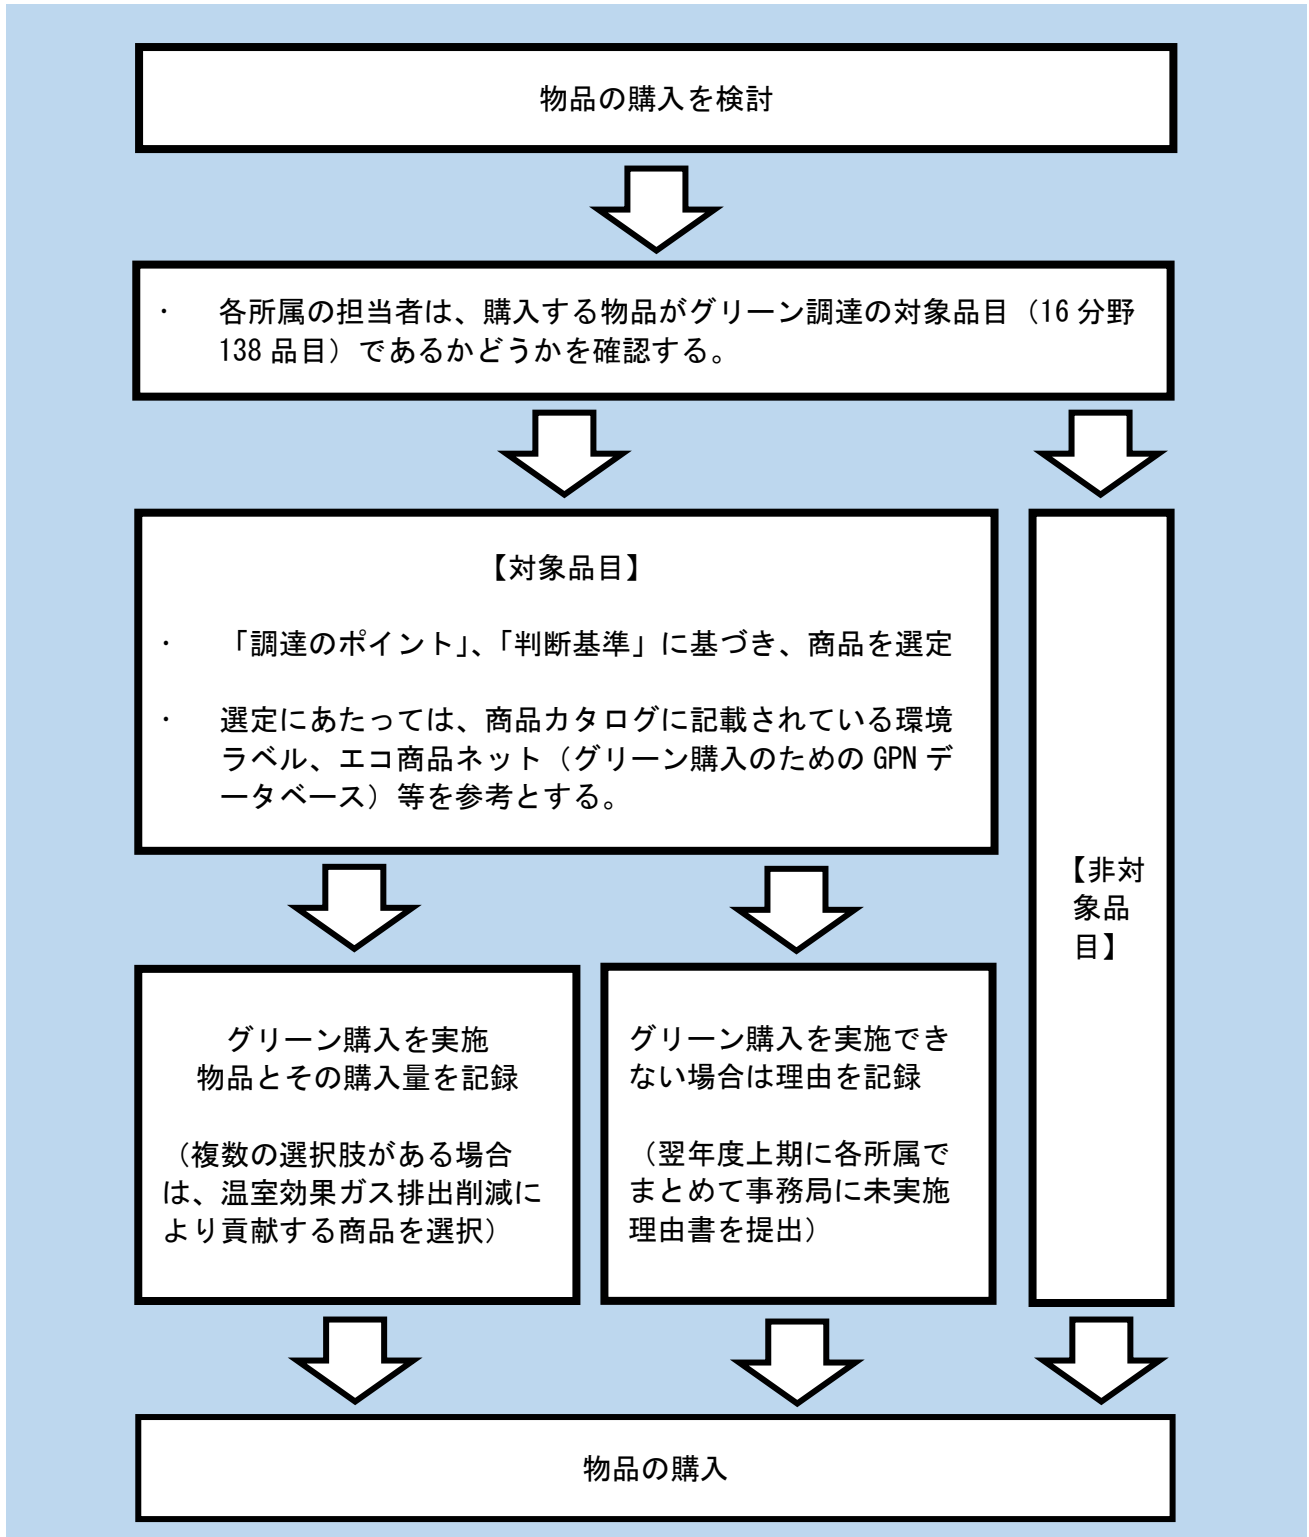 物品の購入を検討
・ 各所属の担当者は、購入する物品がグリーン調達の対象品目（16 分野
138 品目）であるかどうかを確認する。
【対象品目】
・ 「調達のポイント」、「判断基準」に基づき、商品を選定
・ 選定にあたっては、商品カタログに記載されている環境
ラベル、エコ商品ネット（グリーン購入のための GPN デ
ータベース）等を参考とする。
【非対
象品
目】
グリーン購入を実施
物品とその購入量を記録
（複数の選択肢がある場合
は、温室効果ガス排出削減に
より貢献する商品を選択）
グリーン購入を実施でき
ない場合は理由を記録
（翌年度上期に各所属で
まとめて事務局に未実施
理由書を提出）
物品の購入